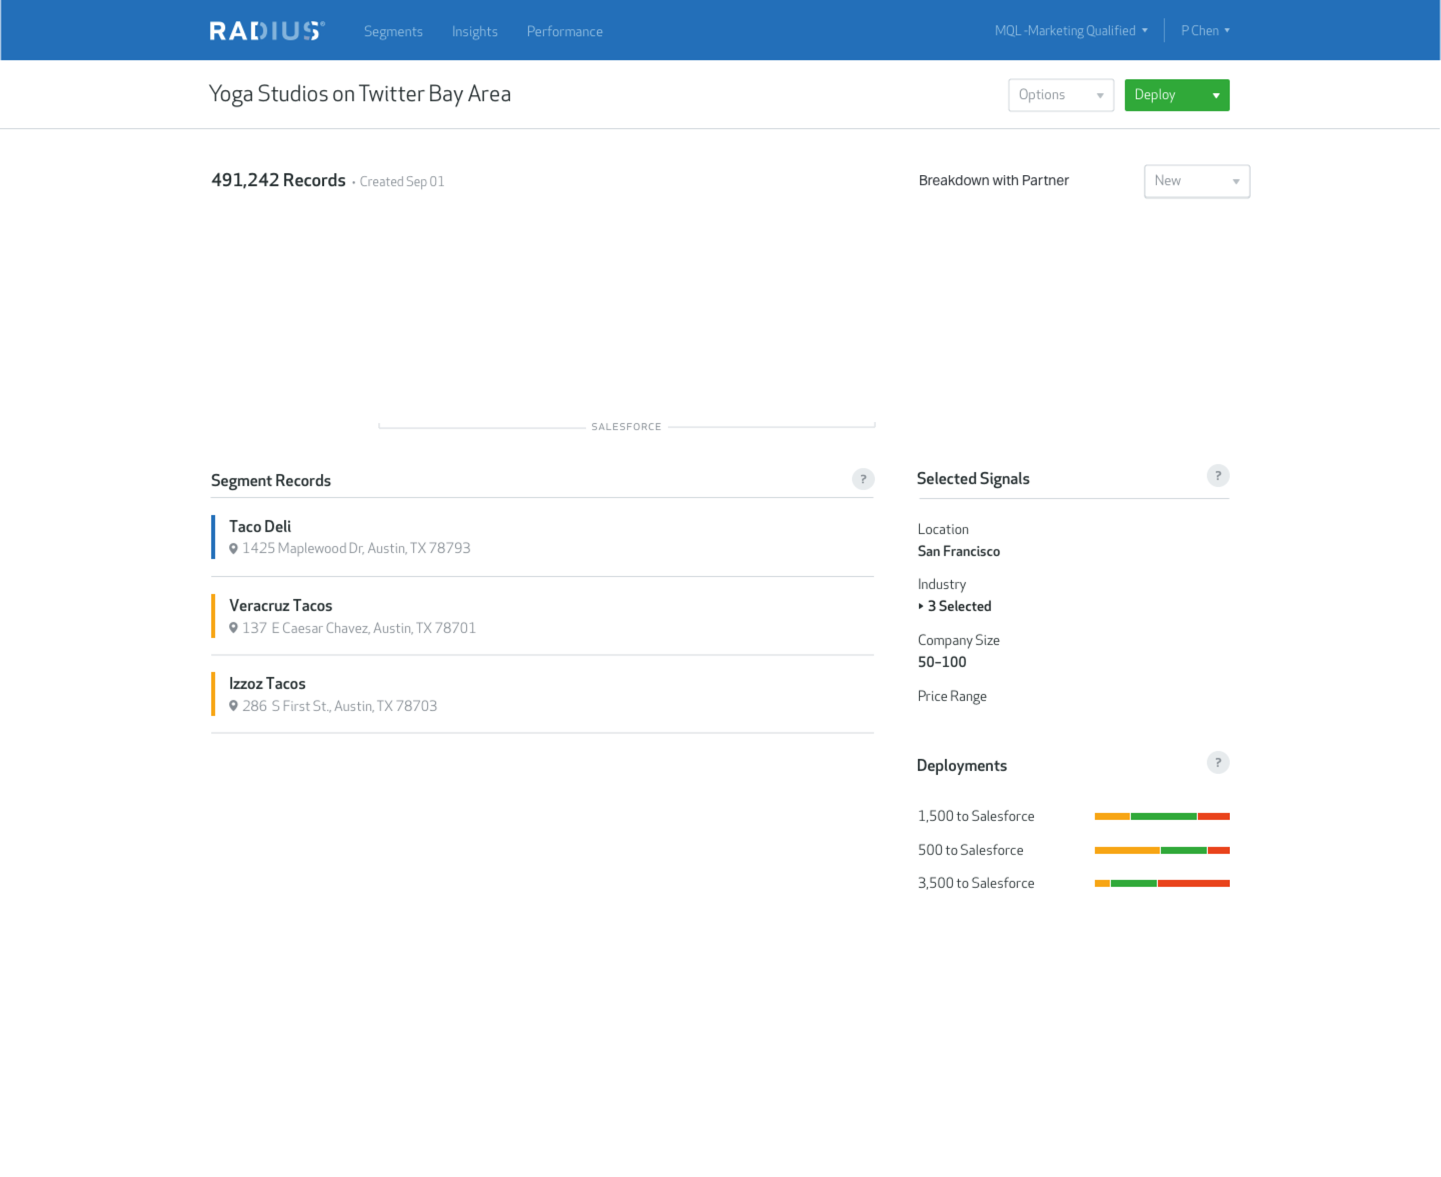 RADIUS®
Segments Insights Performance
MQL -Marketing Qualified
P Chen
Yoga Studios on Twitter Bay Area
Options
Deploy
491,242 Records • Created Sep 01
Breakdown with Partner
New
SALESFORCE
Segment Records
?
Taco Deli
1425 Maplewood Dr, Austin, TX 78793
Veracruz Tacos
137 E Caesar Chavez, Austin, TX 78701
Izzoz Tacos
286 S First St., Austin, TX 78703
Selected Signals
?
Location
San Francisco
Industry
3 Selected
Company Size
50–100
Price Range
Deployments
?
1,500 to Salesforce
500 to Salesforce
3,500 to Salesforce